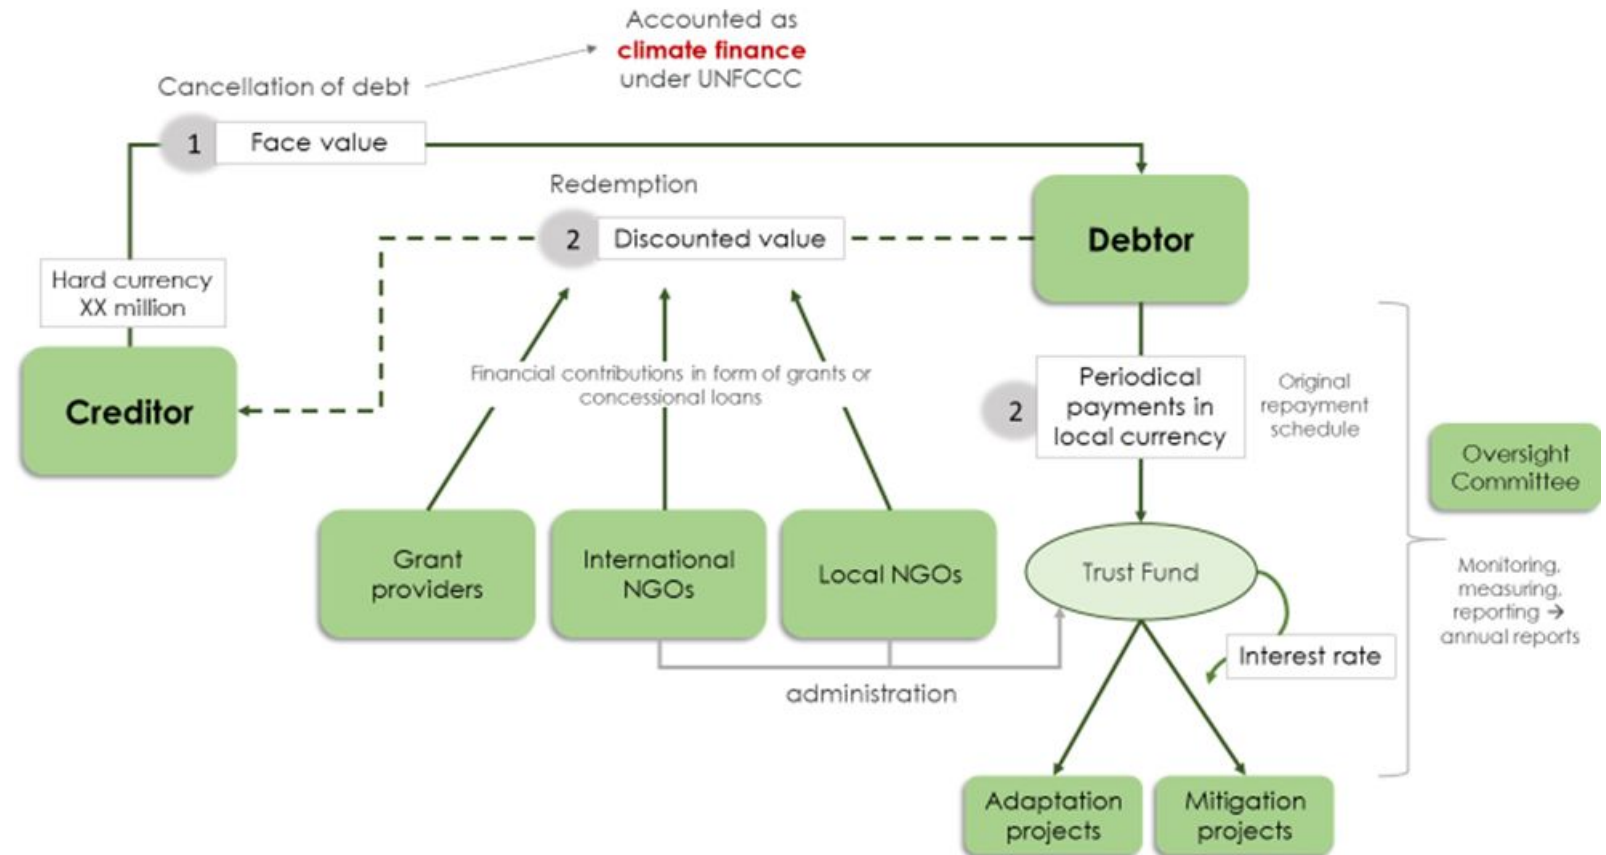 Accounted as
climate finance
under UNFCCC
Cancellation of debt
1
Face value
Redemption
2
Discounted value
Debtor
Hard currency
XX million
Creditor
Financial contributions in form of grants or
concessional loans
2
Periodical
payments in
local currency
Original
repayment
schedule
Oversight
Committee
Grant
providers
International
NGOs
Local NGOs
Trust Fund
Monitoring,
measuring,
reporting →
annual reports
Interest rate
administration
Adaptation
projects
Mitigation
projects